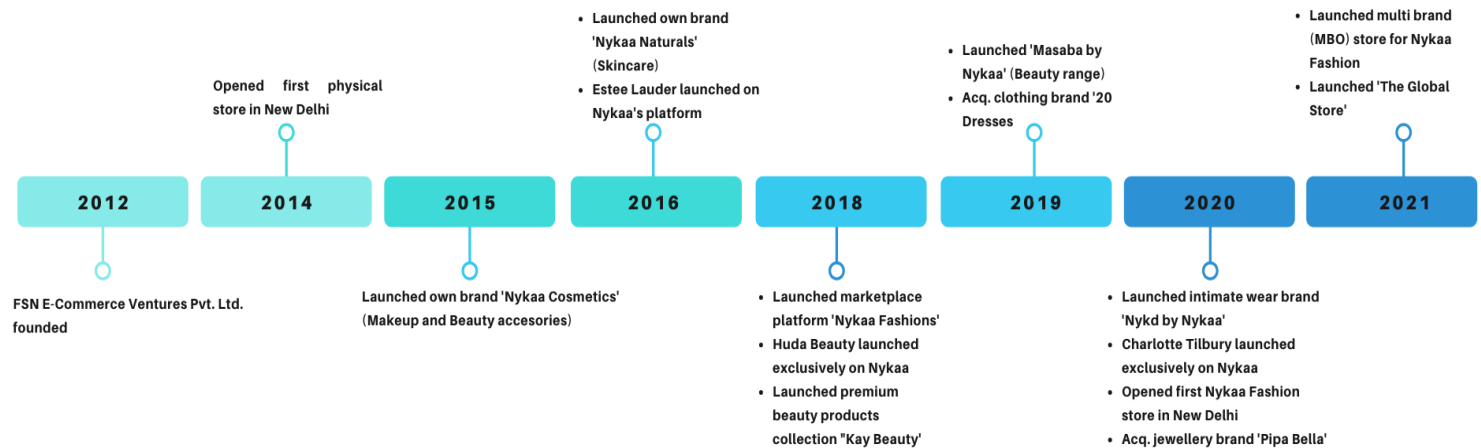 Opened first physical
store in New Delhi
• Launched own brand
'Nykaa Naturals'
(Skincare)
• Estee Lauder launched on
Nykaa's platform
• Launched 'Masaba by
Nykaa' (Beauty range)
• Acq. clothing brand '20
Dresses
• Launched multi brand
(MBO) store for Nykaa
Fashion
• Launched 'The Global
Store'
2012
2014
2015
2016
2018
2019
2020
2021
FSN E-Commerce Ventures Pvt. Ltd.
founded
Launched own brand 'Nykaa Cosmetics'
(Makeup and Beauty accesories)
• Launched marketplace
platform 'Nykaa Fashions'
• Huda Beauty launched
exclusively on Nykaa
• Launched premium
beauty products
collection "Kay Beauty'
• Launched intimate wear brand
'Nykd by Nykaa'
• Charlotte Tilbury launched
exclusively on Nykaa
• Opened first Nykaa Fashion
store in New Delhi
• Acq. jewellery brand 'Pipa Bella'